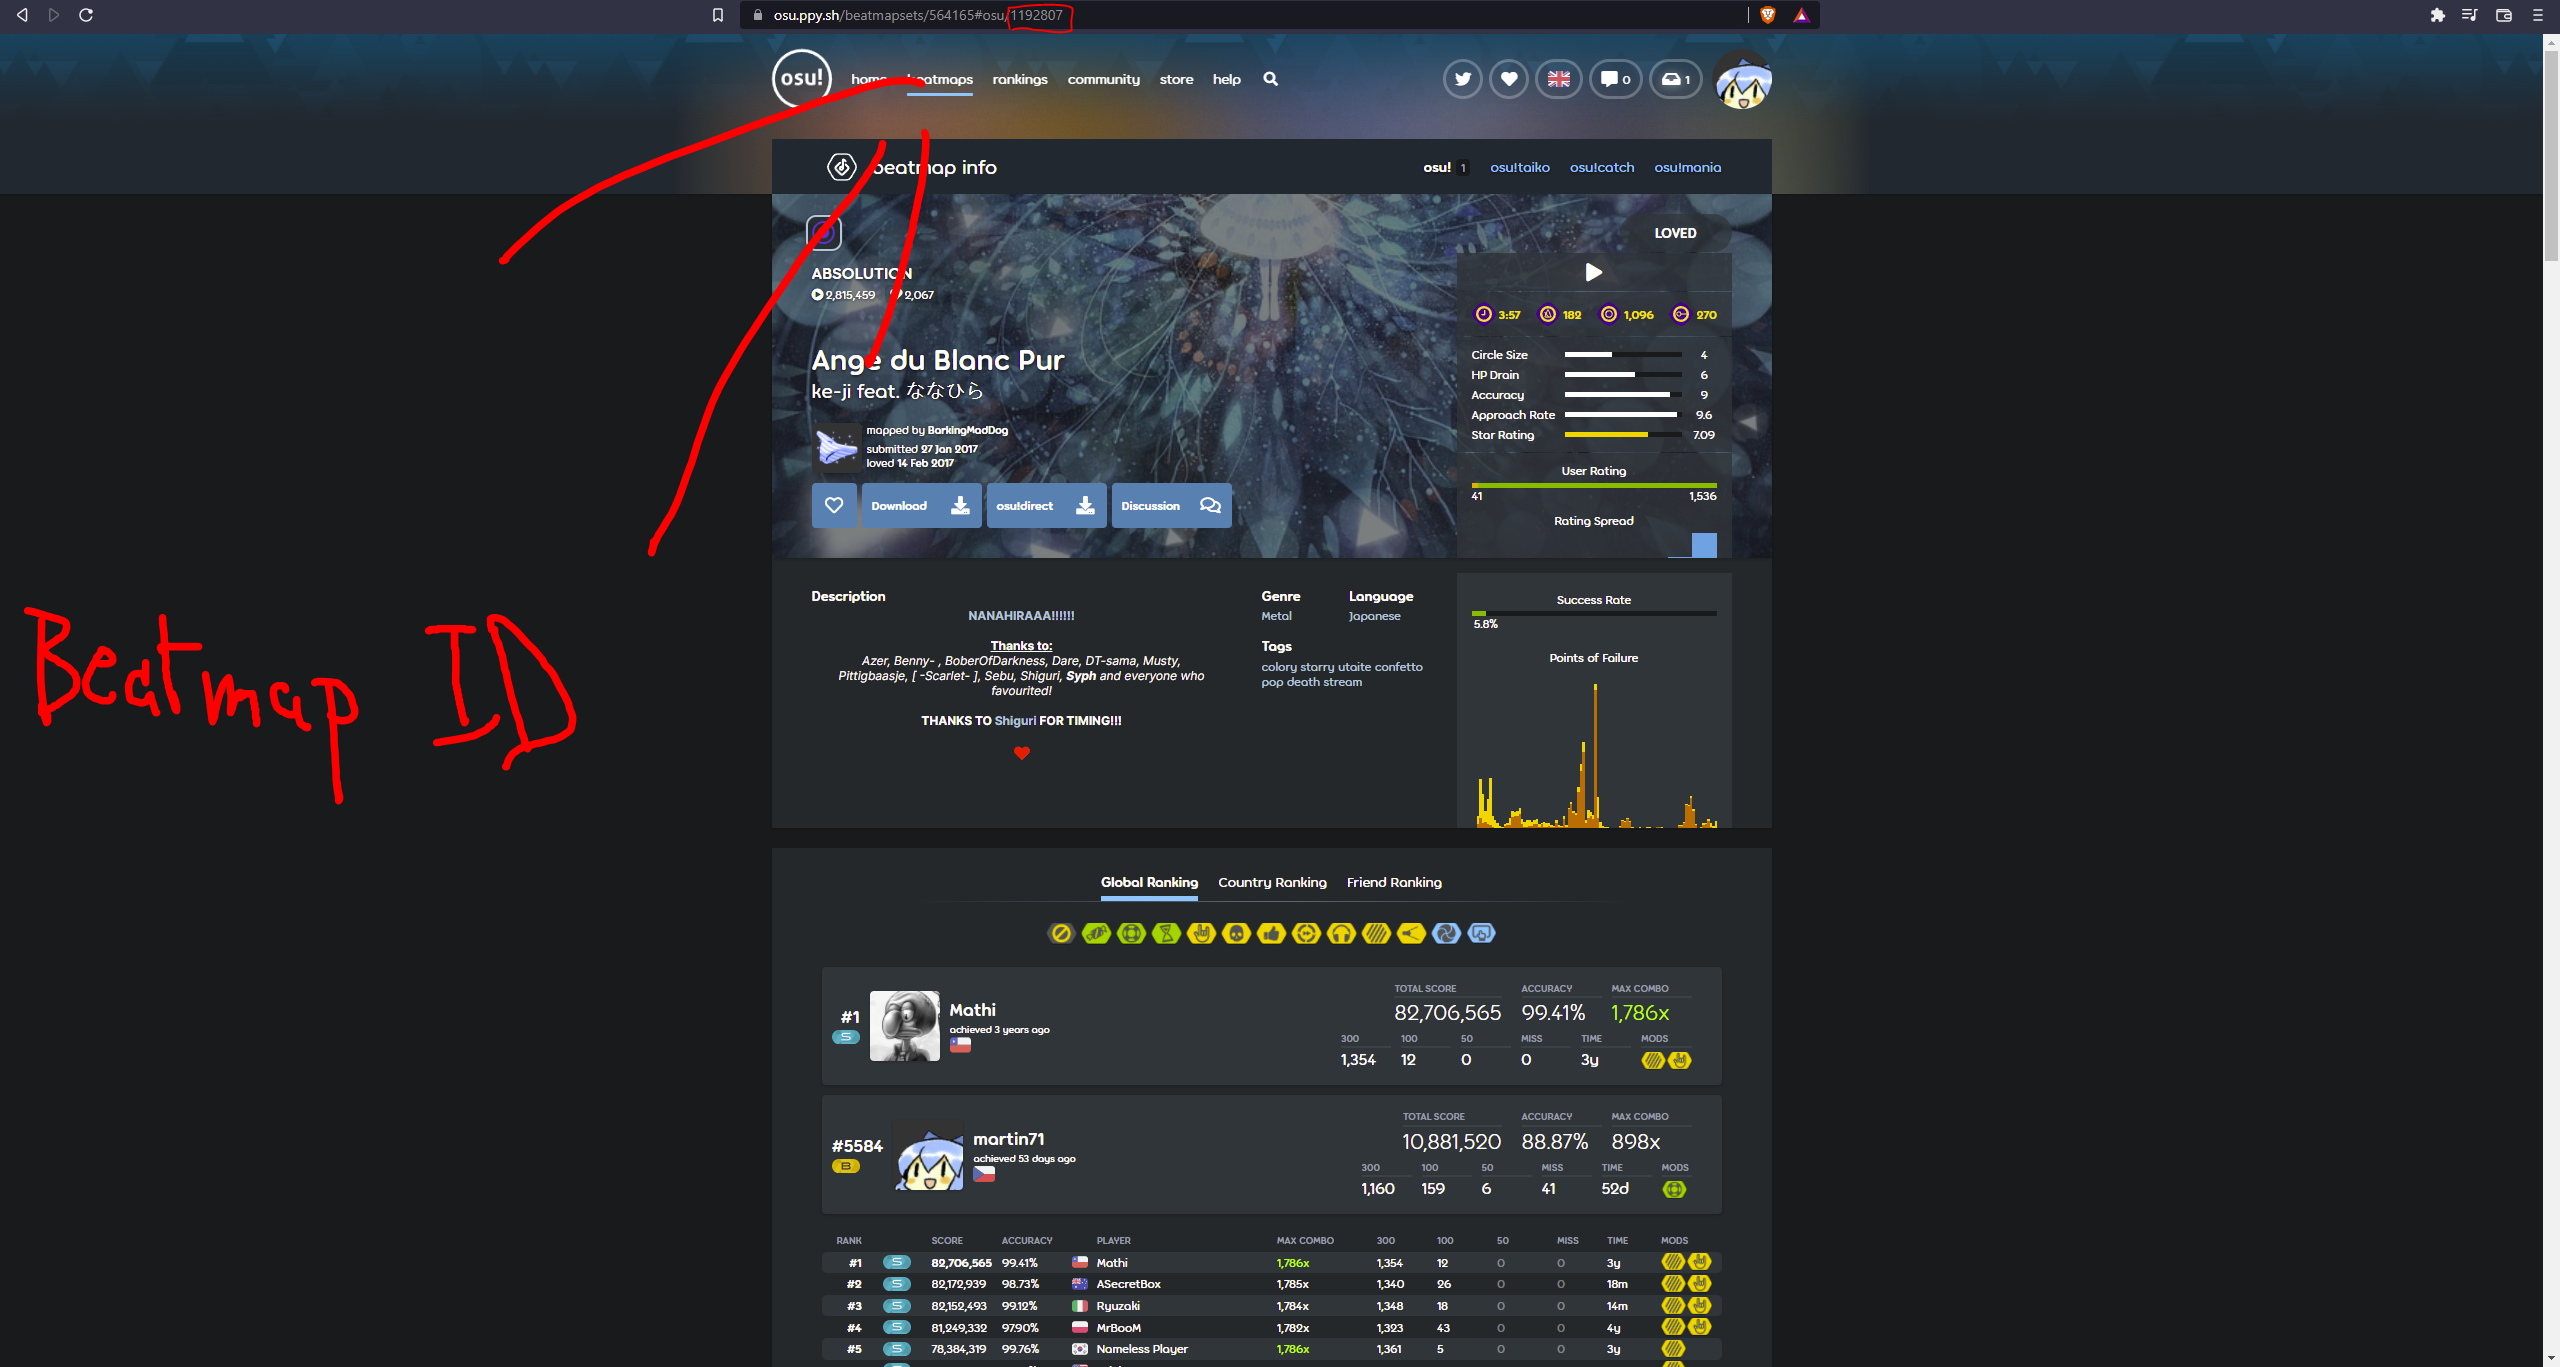 osu.ppy.sh/beatmapsets/564165#osu/1192807
osu!
home beatmaps rankings community store help
0
1
beatmap info
osu! 1 osu!taiko osu!catch osu!mania
LOVED
ABSOLUTION
2,815,459 2,067
3:57 182 1,096 270
Ange du Blanc Pur
ke-ji feat. ななひら
Circle Size 4
HP Drain 6
Accuracy 9
Approach Rate 9.6
Star Rating 7.09
mapped by BarkingMadDog
submitted 27 Jan 2017
loved 14 Feb 2017
User Rating
41 1,536
Rating Spread
Download osu!direct Discussion
Beatmap ID
Description
NANAHIRAAA!!!!!!
Thanks to:
Azer, Benny- , BoberOfDarkness, Dare, DT-sama, Musty,
Pittigbaasje, [ -Scarlet- ], Sebu, Shiguri, Syph and everyone who
favourited!
THANKS TO Shiguri FOR TIMING!!!
Genre Language
Metal Japanese
Tags
colory starry utaite confetto
pop death stream
Success Rate
5.8%
Points of Failure
Global Ranking Country Ranking Friend Ranking
#1
S
Mathi
achieved 3 years ago
TOTAL SCORE ACCURACY MAX COMBO
82,706,565 99.41% 1,786x
300 100 50 MISS TIME MODS
1,354 12 0 0 3y
#5584
B
martin71
achieved 53 days ago
TOTAL SCORE ACCURACY MAX COMBO
10,881,520 88.87% 898x
300 100 50 MISS TIME MODS
1,160 159 6 41 52d
RANK SCORE ACCURACY PLAYER MAX COMBO 300 100 50 MISS TIME MODS
#1 S 82,706,565 99.41% Mathi 1,786x 1,354 12 0 0 3y
#2 S 82,172,939 98.73% ASecretBox 1,785x 1,340 26 0 0 18m
#3 S 82,152,493 99.12% Ryuzaki 1,784x 1,348 18 0 0 14m
#4 S 81,249,332 97.90% MrBooM 1,782x 1,323 43 0 0 4y
#5 S 78,384,319 99.76% Nameless Player 1,786x 1,361 5 0 0 3y